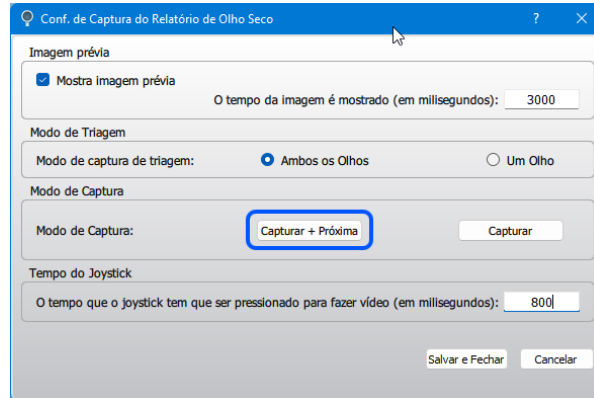 Conf. de Captura do Relatório de Olho Seco ? ×
Imagem prévia
Mostra imagem prévia
O tempo da imagem é mostrado (em milisegundos): 3000
Modo de Triagem
Modo de captura de triagem: Ambos os Olhos Um Olho
Modo de Captura
Modo de Captura: Capturar + Próxima Capturar
Tempo do Joystick
O tempo que o joystick tem que ser pressionado para fazer vídeo (em milisegundos): 800
Salvar e Fechar Cancelar